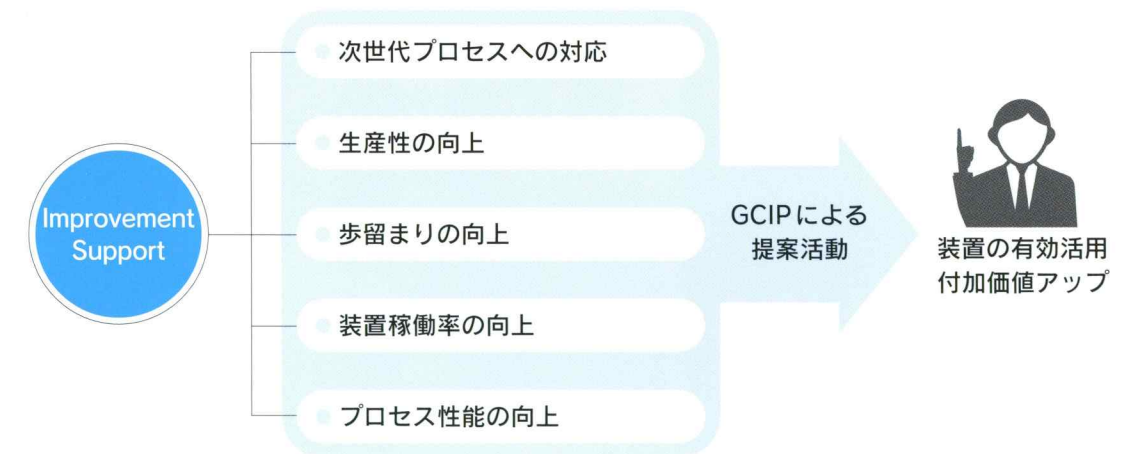 Improvement
Support
次世代プロセスへの対応
生産性の向上
歩留まりの向上
装置稼働率の向上
プロセス性能の向上
GCIPによる
提案活動
装置の有効活用
付加価値アップ